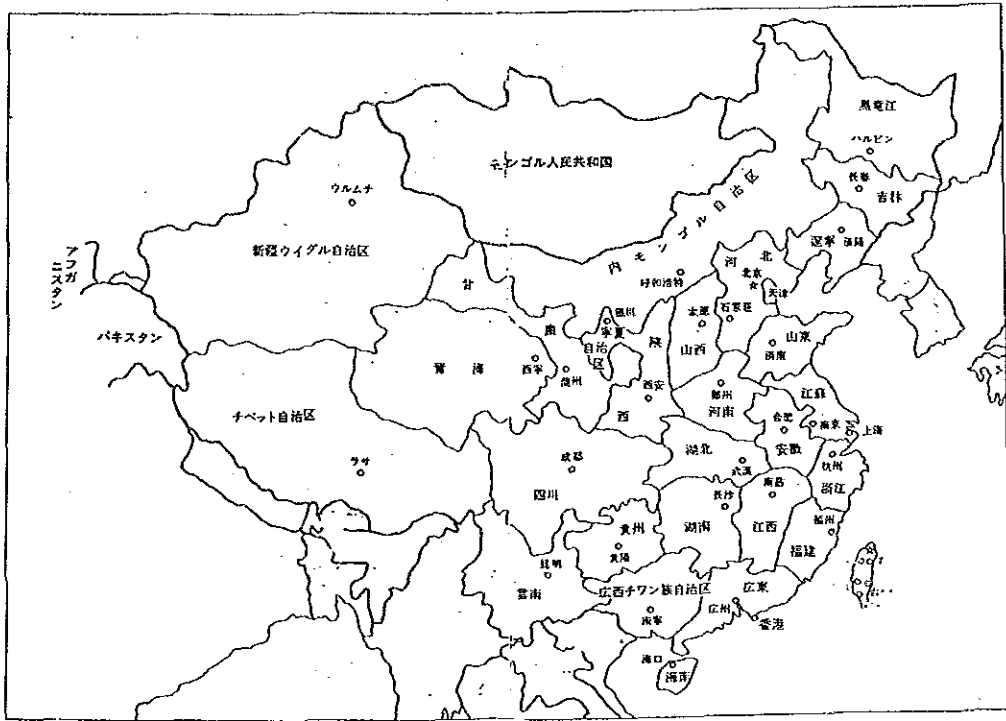 黒竜江
ハルビン
モンゴル人民共和国
長春
吉林
ウルムチ
内モンゴル自治区
遼寧
瀋陽
新疆ウイグル自治区
アフガ
ニスタン
河北
北京
呼和浩特
天津
甘
粛
銀川
寧夏
自治
区
太原
石家荘
パキスタン
山西
山東
済南
陝
西
青海
西寧
蘭州
西安
鄭州
河南
江蘇
合肥
南京
上海
チベット自治区
安徽
湖北
武漢
杭州
浙江
ラサ
成都
四川
長沙
南昌
湖南
江西
福州
福建
貴州
貴陽
昆明
雲南
広西チワン族自治区
広東
広州
香港
南寧
海口
海南